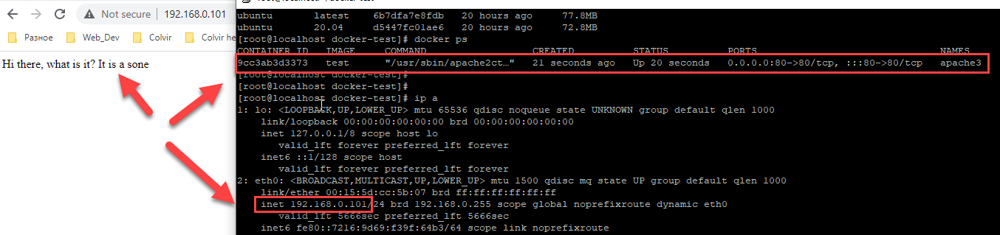 Not secure | 192.168.0.101
Разное Web_Dev Colvir Colvir he
Hi there, what is it? It is a sone
ubuntu latest 6b7dfa7e8fdb 20 hours ago 77.8MB
ubuntu 20.04 d5447fc01ae6 20 hours ago 72.8MB
[root@localhost docker-test]# docker ps
CONTAINER ID IMAGE COMMAND CREATED STATUS PORTS NAMES
9cc3ab3d3373 test "/usr/sbin/apache2ct…" 21 seconds ago Up 20 seconds 0.0.0.0:80->80/tcp, :::80->80/tcp apache3
[root@localhost docker-test]#
[root@localhost docker-test]#
[root@localhost docker-test]# ip a
1: lo: <LOOPBACK,UP,LOWER_UP> mtu 65536 qdisc noqueue state UNKNOWN group default qlen 1000
link/loopback 00:00:00:00:00:00 brd 00:00:00:00:00:00
inet 127.0.0.1/8 scope host lo
valid_lft forever preferred_lft forever
inet6 ::1/128 scope host
valid_lft forever preferred_lft forever
2: eth0: <BROADCAST,MULTICAST,UP,LOWER_UP> mtu 1500 qdisc mq state UP group default qlen 1000
link/ether 00:15:5d:cc:5b:07 brd ff:ff:ff:ff:ff:ff
inet 192.168.0.101/24 brd 192.168.0.255 scope global noprefixroute dynamic eth0
valid_lft 5666sec preferred_lft 5666sec
inet6 fe80::7216:9d69:f39f:64b3/64 scope link noprefixroute